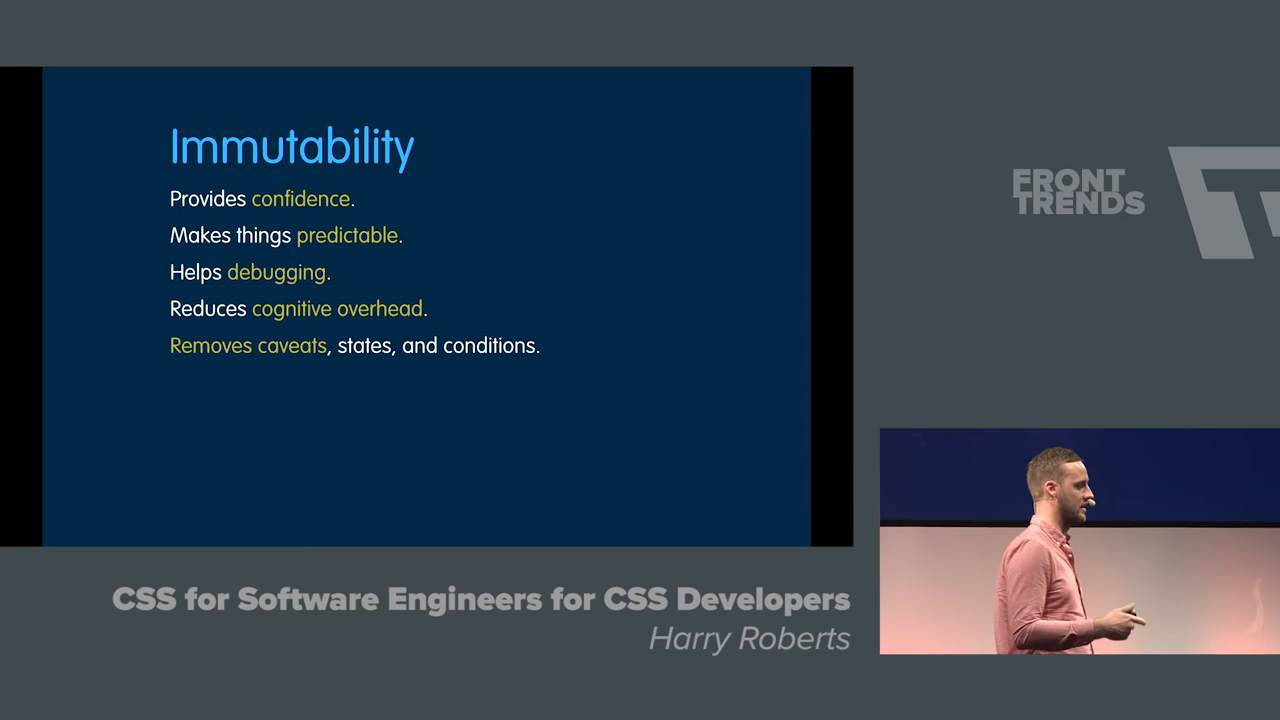 Immutability
Provides confidence.
Makes things predictable.
Helps debugging.
Reduces cognitive overhead.
Removes caveats, states, and conditions.
FRONT
TRENDS
CSS for Software Engineers for CSS Developers
Harry Roberts